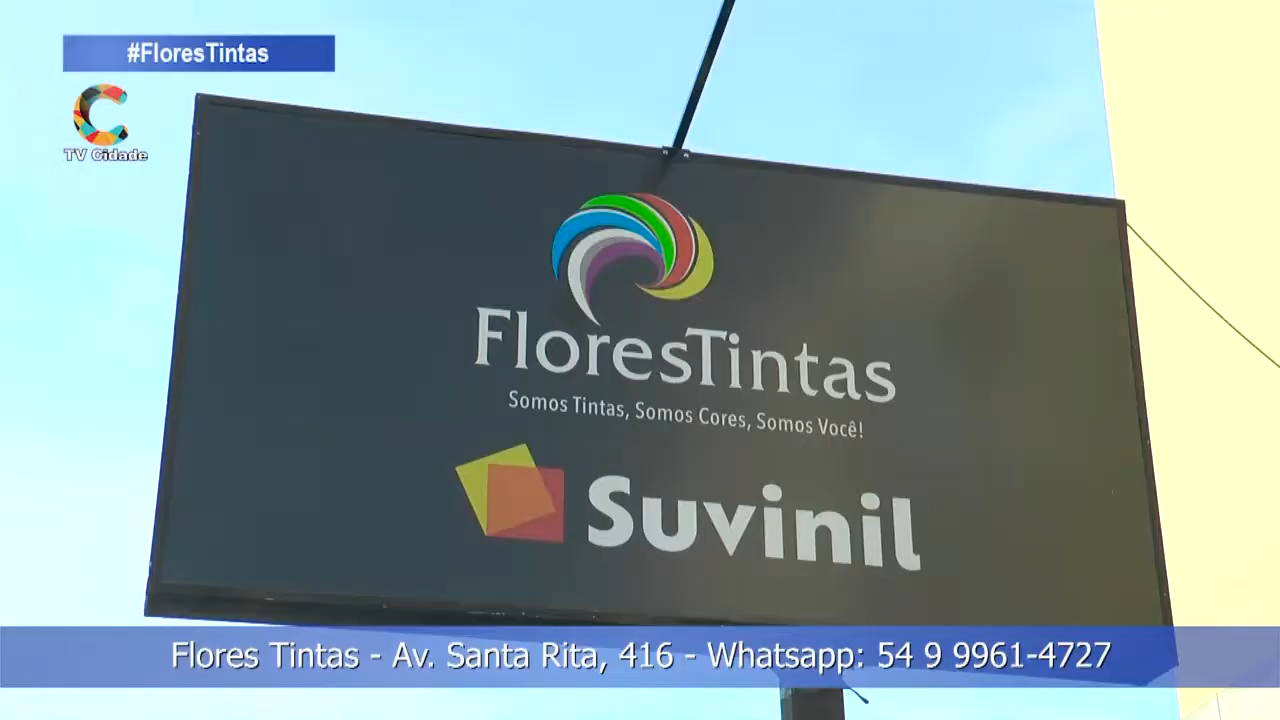 #FloresTintas
TV Cidade
FloresTintas
Somos Tintas, Somos Cores, Somos Você!
Suvinil
Flores Tintas - Av. Santa Rita, 416 - Whatsapp: 54 9 9961-4727